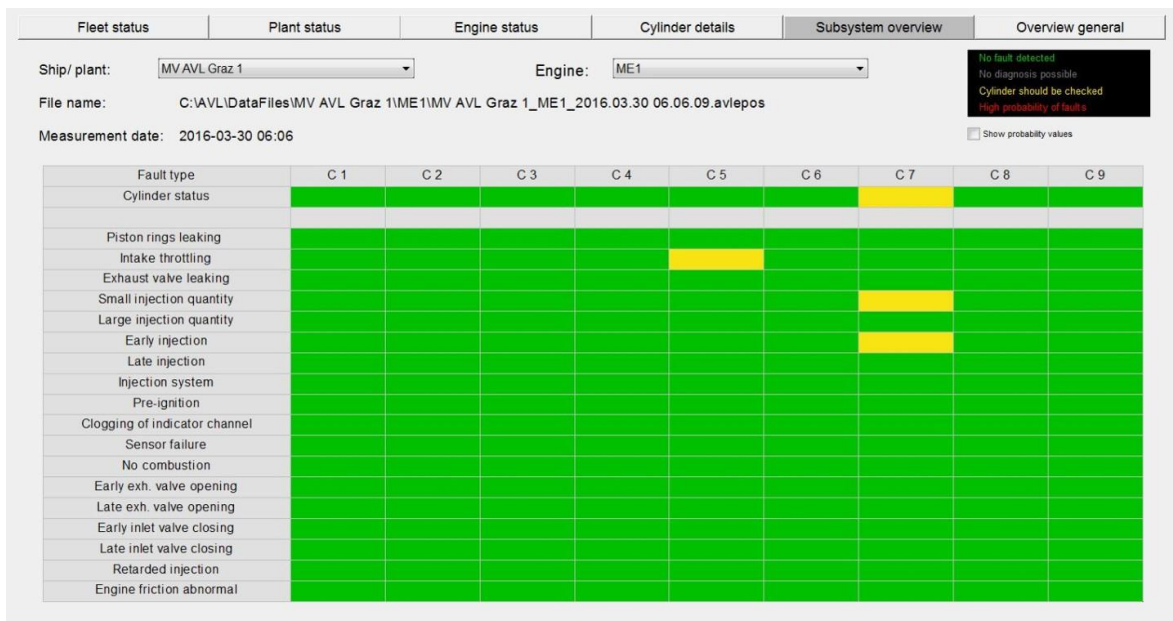 Fleet status Plant status Engine status Cylinder details Subsystem overview Overview general
Ship/ plant: MV AVL Graz 1 Engine: ME1
No fault detected
No diagnosis possible
Cylinder should be checked
High probability of faults
File name: C:\AVL\DataFiles\MV AVL Graz 1\ME1\MV AVL Graz 1_ME1_2016.03.30 06.06.09.avlepos
Show probability values
Measurement date: 2016-03-30 06:06
Fault type C 1 C 2 C 3 C 4 C 5 C 6 C 7 C 8 C 9
Cylinder status
Piston rings leaking
Intake throttling
Exhaust valve leaking
Small injection quantity
Large injection quantity
Early injection
Late injection
Injection system
Pre-ignition
Clogging of indicator channel
Sensor failure
No combustion
Early exh. valve opening
Late exh. valve opening
Early inlet valve closing
Late inlet valve closing
Retarded injection
Engine friction abnormal